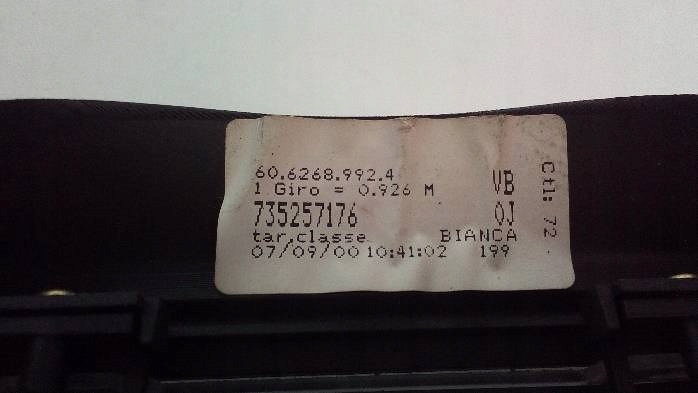 60.6268.992.4
1 Giro = 0.926 M VB
735257176 0J
tar.classe BIANCA
07/09/00 10:41:02 199
Ctl: 72